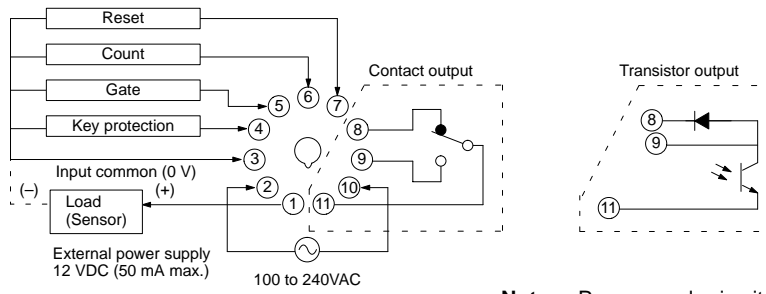 Reset
Count
Gate
Key protection
Input common (0 V)
(–)
(+)
Load
(Sensor)
External power supply
12 VDC (50 mA max.)
100 to 240VAC
1
2
3
4
5
6
7
8
9
10
11
Contact output
Transistor output
8
9
11